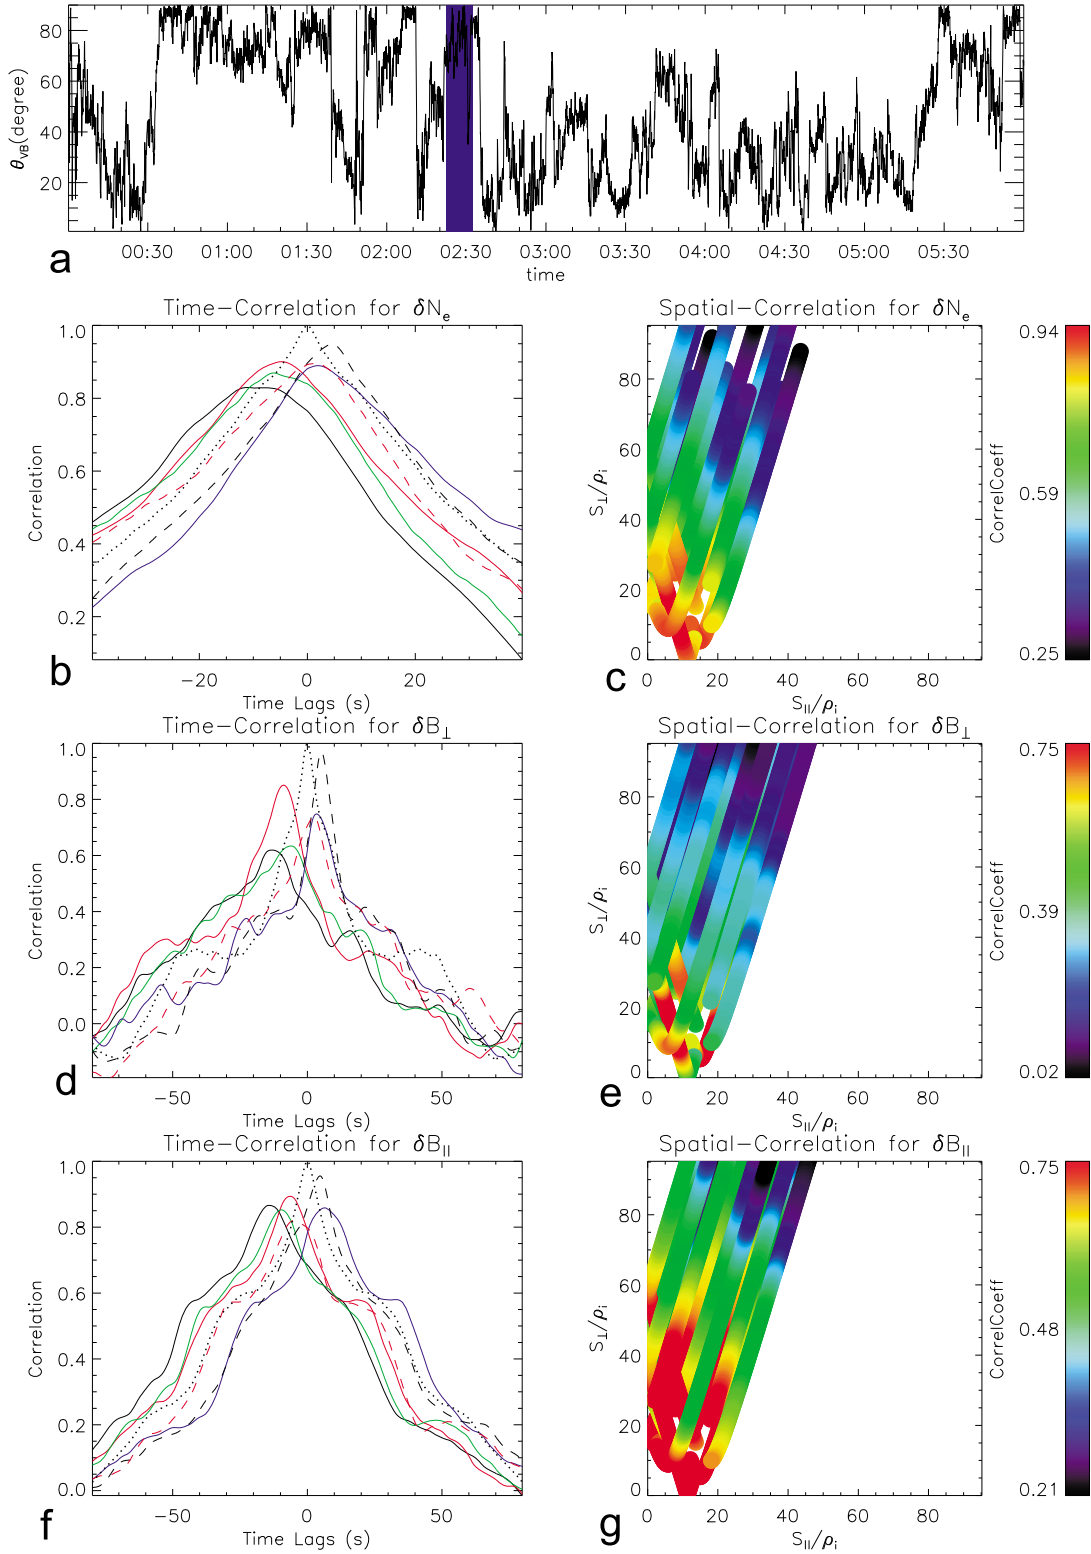 θVB(degree)
80
60
40
20
00:30 01:00 01:30 02:00 02:30 03:00 03:30 04:00 04:30 05:00 05:30
time
a
Time-Correlation for δNe
Correlation
1.0
0.8
0.6
0.4
0.2
-20 0 20
Time Lags (s)
b
Spatial-Correlation for δNe
S⊥/ρi
80
60
40
20
0
0 20 40 60 80
S||/ρi
c
0.94
0.59
0.25
CorrelCoeff
Time-Correlation for δB⊥
Correlation
1.0
0.8
0.6
0.4
0.2
0.0
-50 0 50
Time Lags (s)
d
Spatial-Correlation for δB⊥
S⊥/ρi
80
60
40
20
0
0 20 40 60 80
S||/ρi
e
0.75
0.39
0.02
CorrelCoeff
Time-Correlation for δB||
Correlation
1.0
0.8
0.6
0.4
0.2
0.0
-50 0 50
Time Lags (s)
f
Spatial-Correlation for δB||
S⊥/ρi
80
60
40
20
0
0 20 40 60 80
S||/ρi
g
0.75
0.48
0.21
CorrelCoeff